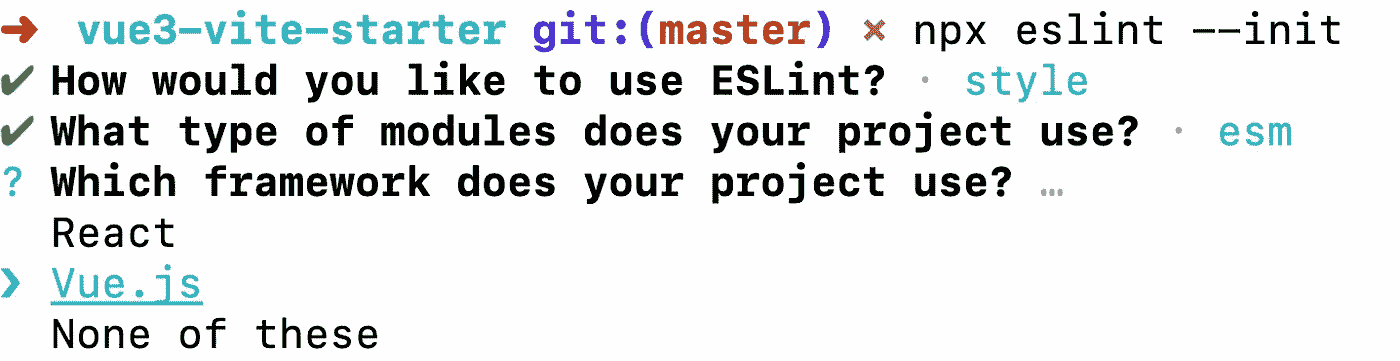 ➜ vue3-vite-starter git:(master) ✗ npx eslint --init
✔ How would you like to use ESLint? · style
✔ What type of modules does your project use? · esm
? Which framework does your project use? …
React
❯ Vue.js
None of these